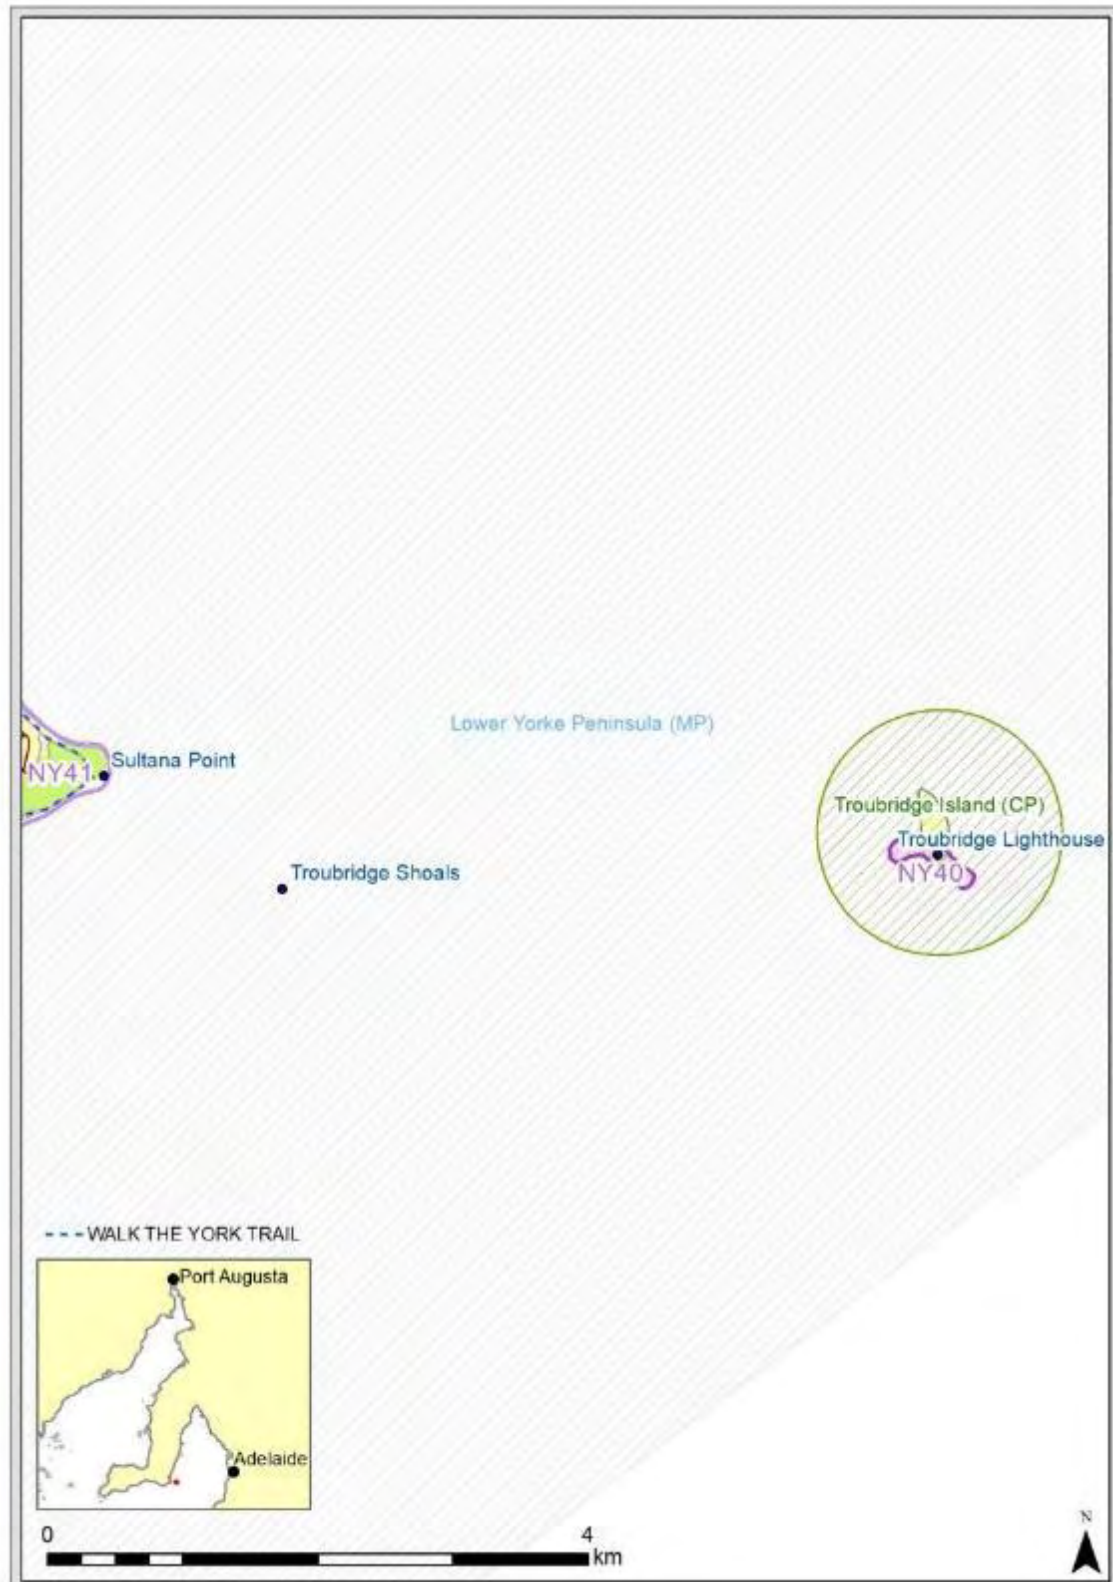 Lower Yorke Peninsula (MP)
Sultana Point
NY41
Troubridge Island (CP)
Troubridge Lighthouse
NY40
Troubridge Shoals
WALK THE YORK TRAIL
Port Augusta
Adelaide
0 4
km
N